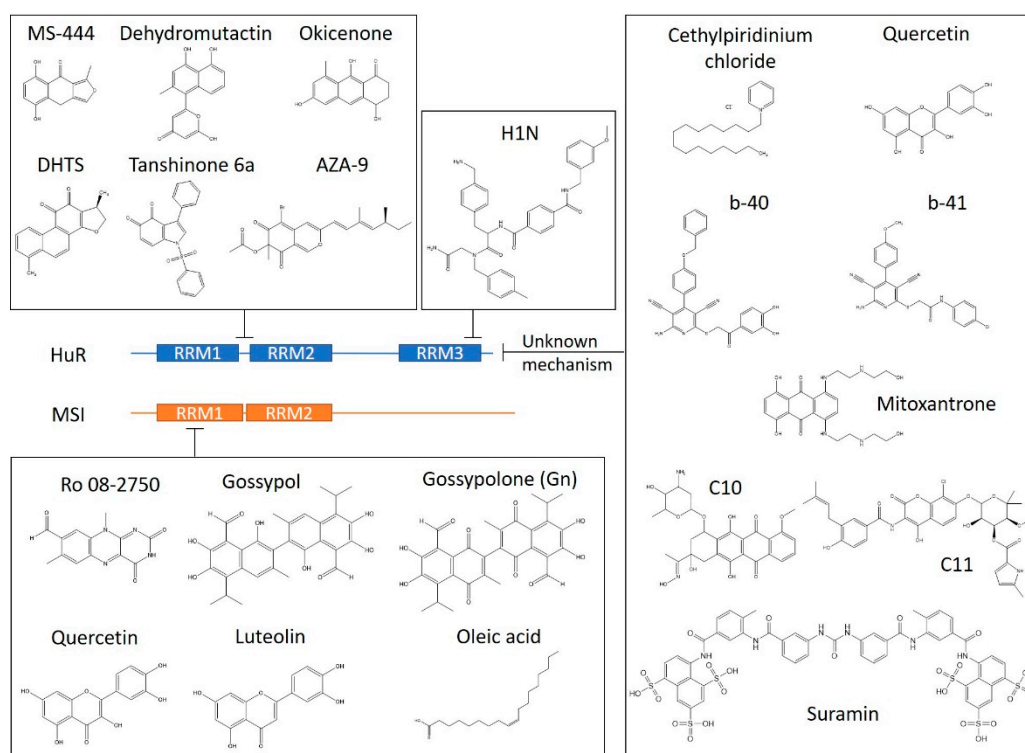 MS-444
Dehydromutactin
Okicenone
DHTS
Tanshinone 6a
AZA-9
H1N
Cethylpiridinium
chloride
Quercetin
b-40
b-41
HuR
RRM1
RRM2
RRM3
Unknown
mechanism
MSI
RRM1
RRM2
Mitoxantrone
C10
C11
Suramin
Ro 08-2750
Gossypol
Gossypolone (Gn)
Quercetin
Luteolin
Oleic acid